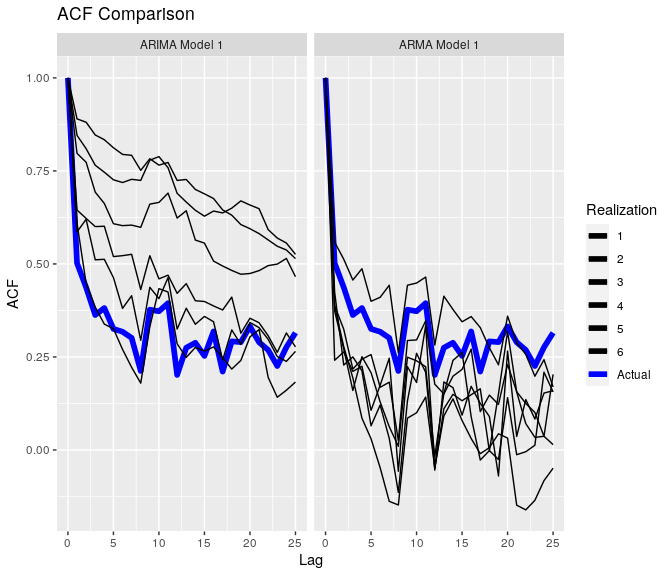 ACF Comparison
ARIMA Model 1
ARMA Model 1
ACF
1.00
0.75
0.50
0.25
0.00
0 5 10 15 20 25
0 5 10 15 20 25
Lag
Realization
1
2
3
4
5
6
Actual